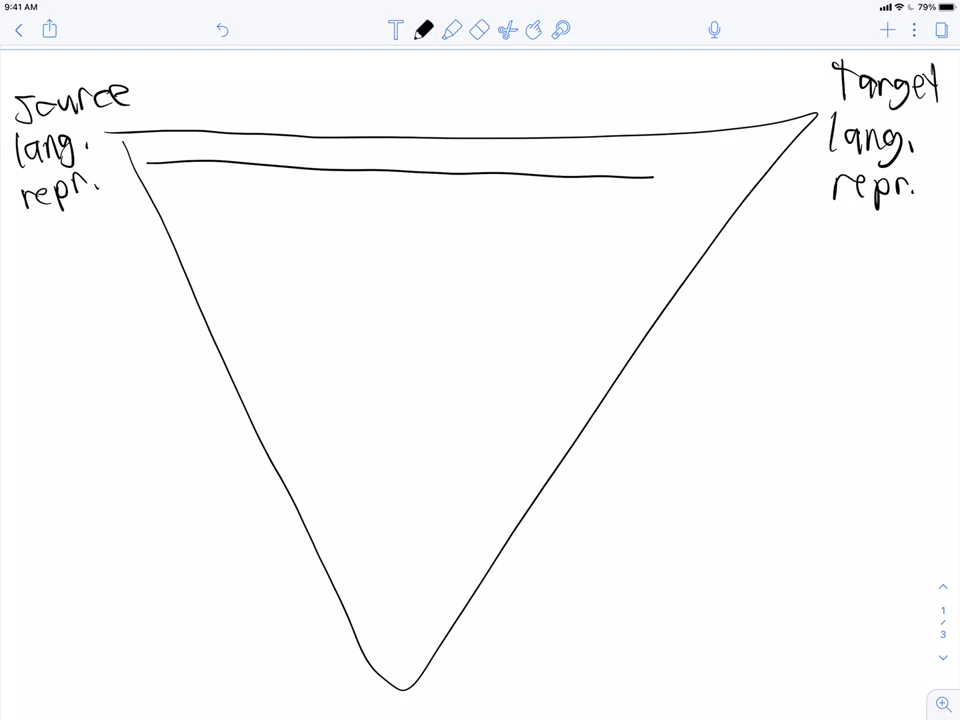 9:41 AM
79%
T
source
lang.
repr.
target
lang.
repr.
1
/
3